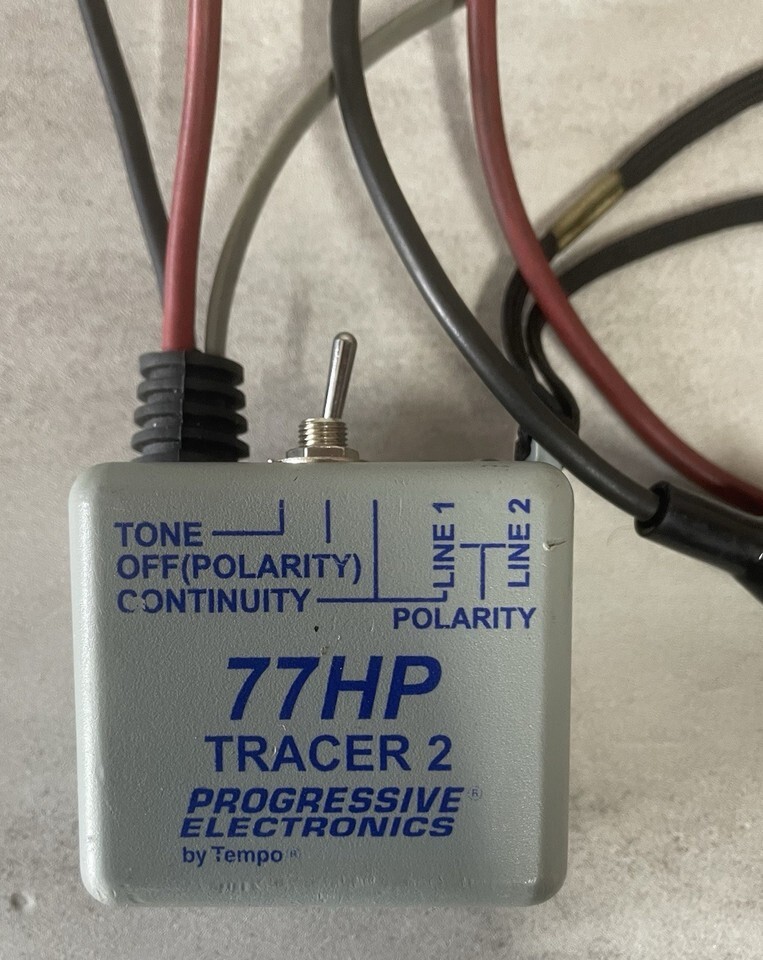 TONE
OFF(POLARITY)
CONTINUITY
LINE 1
LINE 2
POLARITY
77HP
TRACER 2
PROGRESSIVE®
ELECTRONICS
by Tempo®